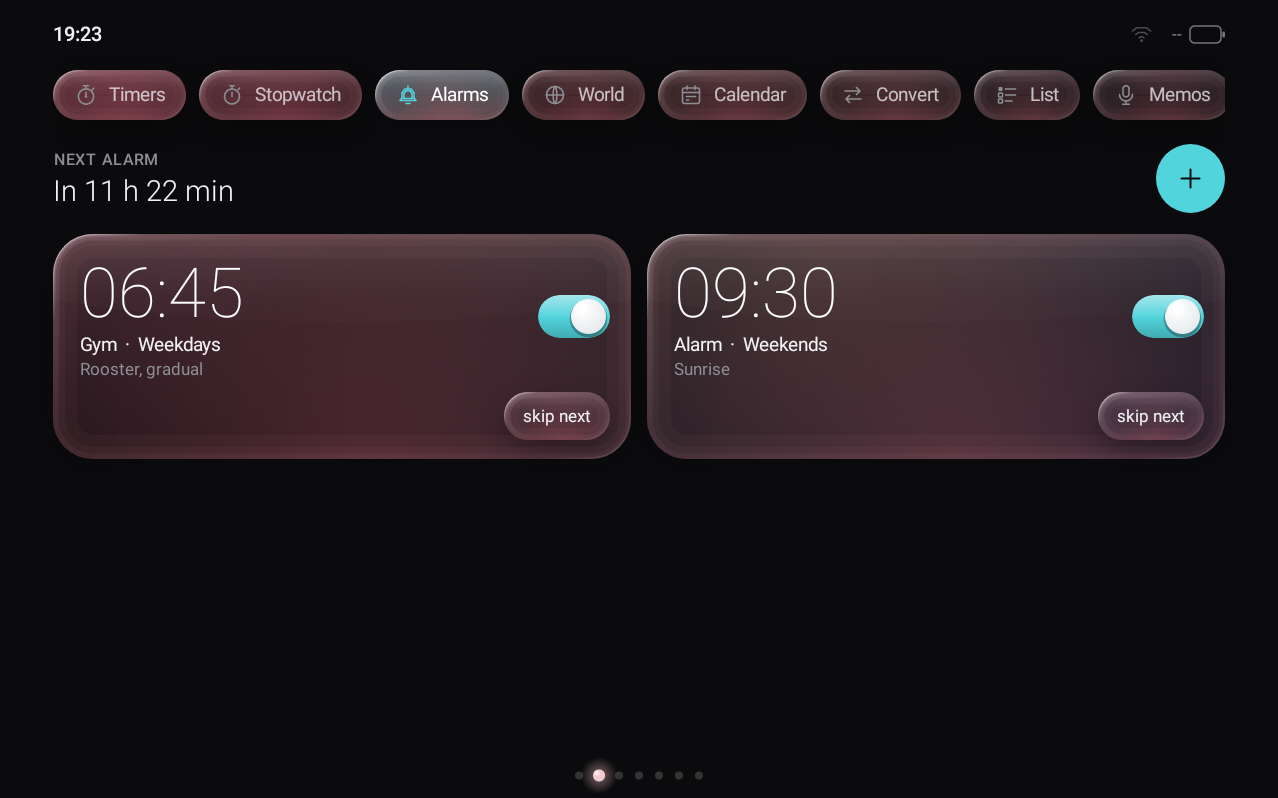 19:23
--
Timers Stopwatch Alarms World Calendar Convert List Memos
NEXT ALARM
In 11 h 22 min
+
06:45
Gym · Weekdays
Rooster, gradual
skip next
09:30
Alarm · Weekends
Sunrise
skip next